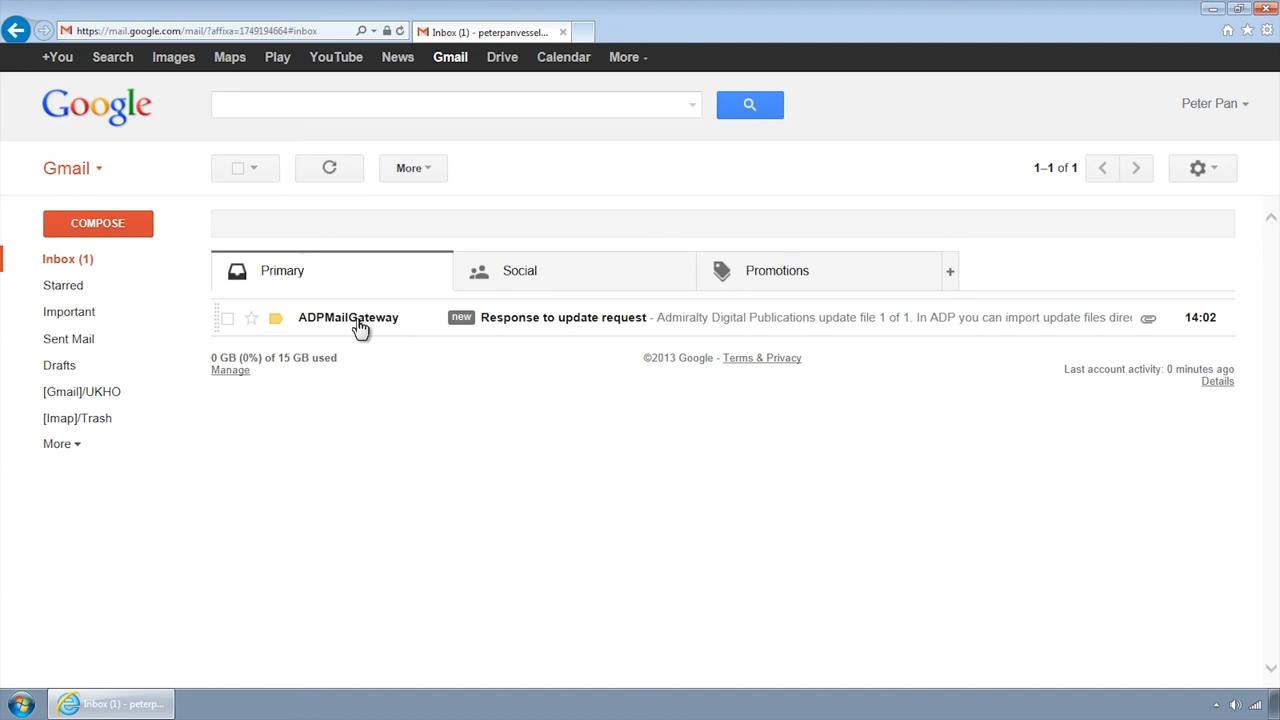 https://mail.google.com/mail/?affixa=1749194664#inbox
Inbox (1) - peterpanvessel...
+You Search Images Maps Play YouTube News Gmail Drive Calendar More
Google
Peter Pan
Gmail
More
1–1 of 1
COMPOSE
Inbox (1)
Starred
Important
Sent Mail
Drafts
[Gmail]/UKHO
[Imap]/Trash
More
Primary
Social
Promotions
+
ADPMailGateway new Response to update request - Admiralty Digital Publications update file 1 of 1. In ADP you can import update files direc 14:02
0 GB (0%) of 15 GB used
Manage
©2013 Google - Terms & Privacy
Last account activity: 0 minutes ago
Details
Inbox (1) - peterp...